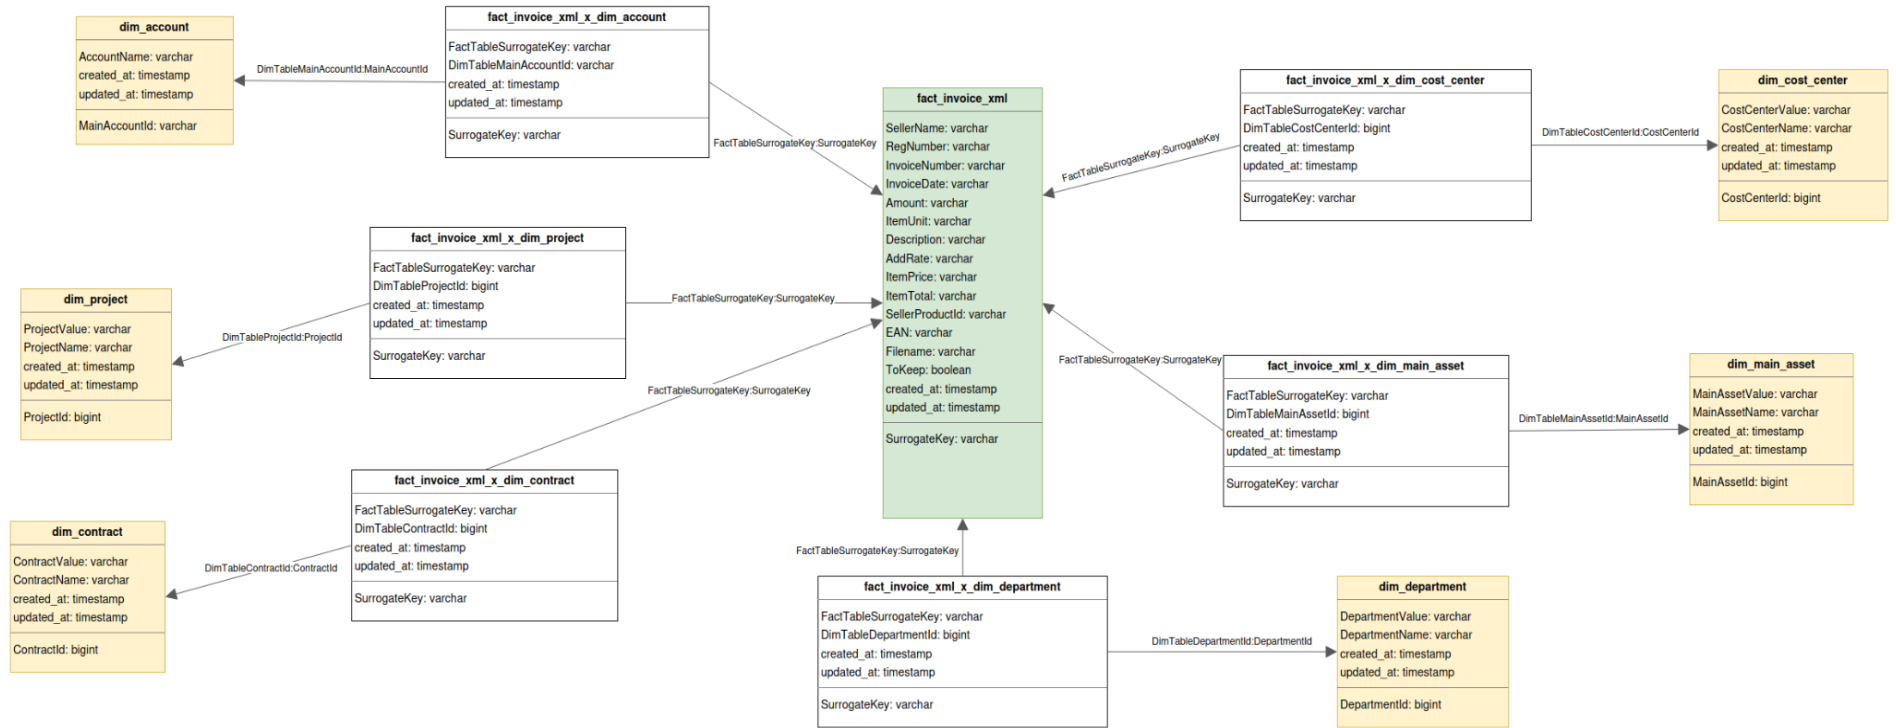 dim_account
AccountName: varchar
created_at: timestamp
updated_at: timestamp
MainAccountId: varchar
DimTableMainAccountId:MainAccountId
fact_invoice_xml_x_dim_account
FactTableSurrogateKey: varchar
DimTableMainAccountId: varchar
created_at: timestamp
updated_at: timestamp
SurrogateKey: varchar
FactTableSurrogateKey:SurrogateKey
fact_invoice_xml
SellerName: varchar
RegNumber: varchar
InvoiceNumber: varchar
InvoiceDate: varchar
Amount: varchar
ItemUnit: varchar
Description: varchar
AddRate: varchar
ItemPrice: varchar
ItemTotal: varchar
SellerProductId: varchar
EAN: varchar
Filename: varchar
ToKeep: boolean
created_at: timestamp
updated_at: timestamp
SurrogateKey: varchar
FactTableSurrogateKey:SurrogateKey
fact_invoice_xml_x_dim_cost_center
FactTableSurrogateKey: varchar
DimTableCostCenterId: bigint
created_at: timestamp
updated_at: timestamp
SurrogateKey: varchar
DimTableCostCenterId:CostCenterId
dim_cost_center
CostCenterValue: varchar
CostCenterName: varchar
created_at: timestamp
updated_at: timestamp
CostCenterId: bigint
dim_project
ProjectValue: varchar
ProjectName: varchar
created_at: timestamp
updated_at: timestamp
ProjectId: bigint
DimTableProjectId:ProjectId
fact_invoice_xml_x_dim_project
FactTableSurrogateKey: varchar
DimTableProjectId: bigint
created_at: timestamp
updated_at: timestamp
SurrogateKey: varchar
FactTableSurrogateKey:SurrogateKey
FactTableSurrogateKey:SurrogateKey
fact_invoice_xml_x_dim_main_asset
FactTableSurrogateKey: varchar
DimTableMainAssetId: bigint
created_at: timestamp
updated_at: timestamp
SurrogateKey: varchar
DimTableMainAssetId:MainAssetId
dim_main_asset
MainAssetValue: varchar
MainAssetName: varchar
created_at: timestamp
updated_at: timestamp
MainAssetId: bigint
FactTableSurrogateKey:SurrogateKey
dim_contract
ContractValue: varchar
ContractName: varchar
created_at: timestamp
updated_at: timestamp
ContractId: bigint
DimTableContractId:ContractId
fact_invoice_xml_x_dim_contract
FactTableSurrogateKey: varchar
DimTableContractId: bigint
created_at: timestamp
updated_at: timestamp
SurrogateKey: varchar
FactTableSurrogateKey:SurrogateKey
fact_invoice_xml_x_dim_department
FactTableSurrogateKey: varchar
DimTableDepartmentId: bigint
created_at: timestamp
updated_at: timestamp
SurrogateKey: varchar
DimTableDepartmentId:DepartmentId
dim_department
DepartmentValue: varchar
DepartmentName: varchar
created_at: timestamp
updated_at: timestamp
DepartmentId: bigint